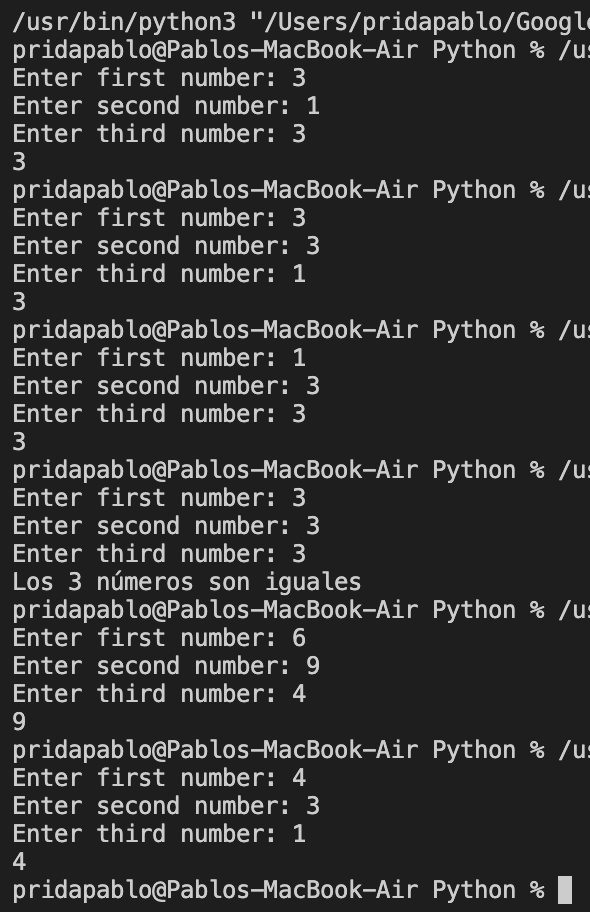 /usr/bin/python3 "/Users/pridapablo/Google
pridapablo@Pablos-MacBook-Air Python % /us
Enter first number: 3
Enter second number: 1
Enter third number: 3
3
pridapablo@Pablos-MacBook-Air Python % /us
Enter first number: 3
Enter second number: 3
Enter third number: 1
3
pridapablo@Pablos-MacBook-Air Python % /us
Enter first number: 1
Enter second number: 3
Enter third number: 3
3
pridapablo@Pablos-MacBook-Air Python % /us
Enter first number: 3
Enter second number: 3
Enter third number: 3
Los 3 números son iguales
pridapablo@Pablos-MacBook-Air Python % /us
Enter first number: 6
Enter second number: 9
Enter third number: 4
9
pridapablo@Pablos-MacBook-Air Python % /us
Enter first number: 4
Enter second number: 3
Enter third number: 1
4
pridapablo@Pablos-MacBook-Air Python %